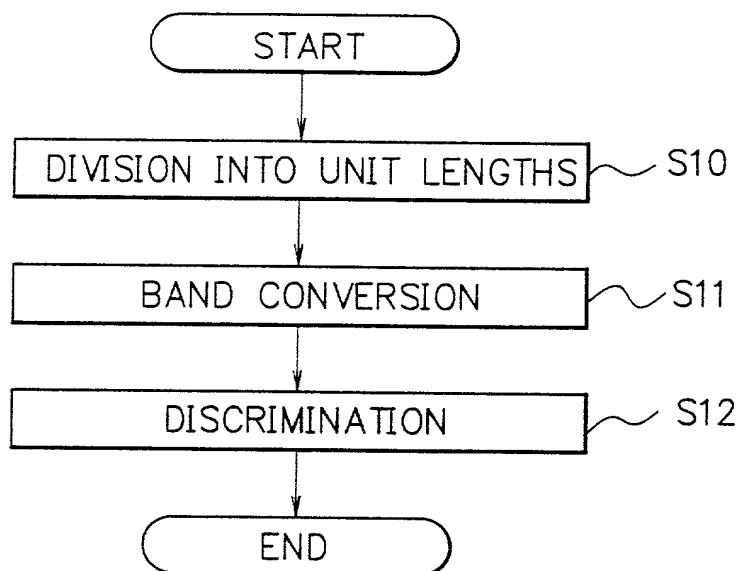 START
DIVISION INTO UNIT LENGTHS
S10
BAND CONVERSION
S11
DISCRIMINATION
S12
END